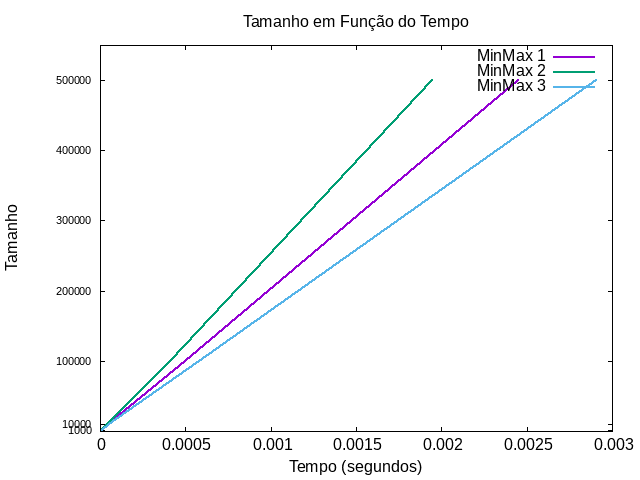 Tamanho em Função do Tempo
MinMax 1
MinMax 2
MinMax 3
500000
400000
300000
200000
100000
10000
1000
Tamanho
0 0.0005 0.001 0.0015 0.002 0.0025 0.003
Tempo (segundos)